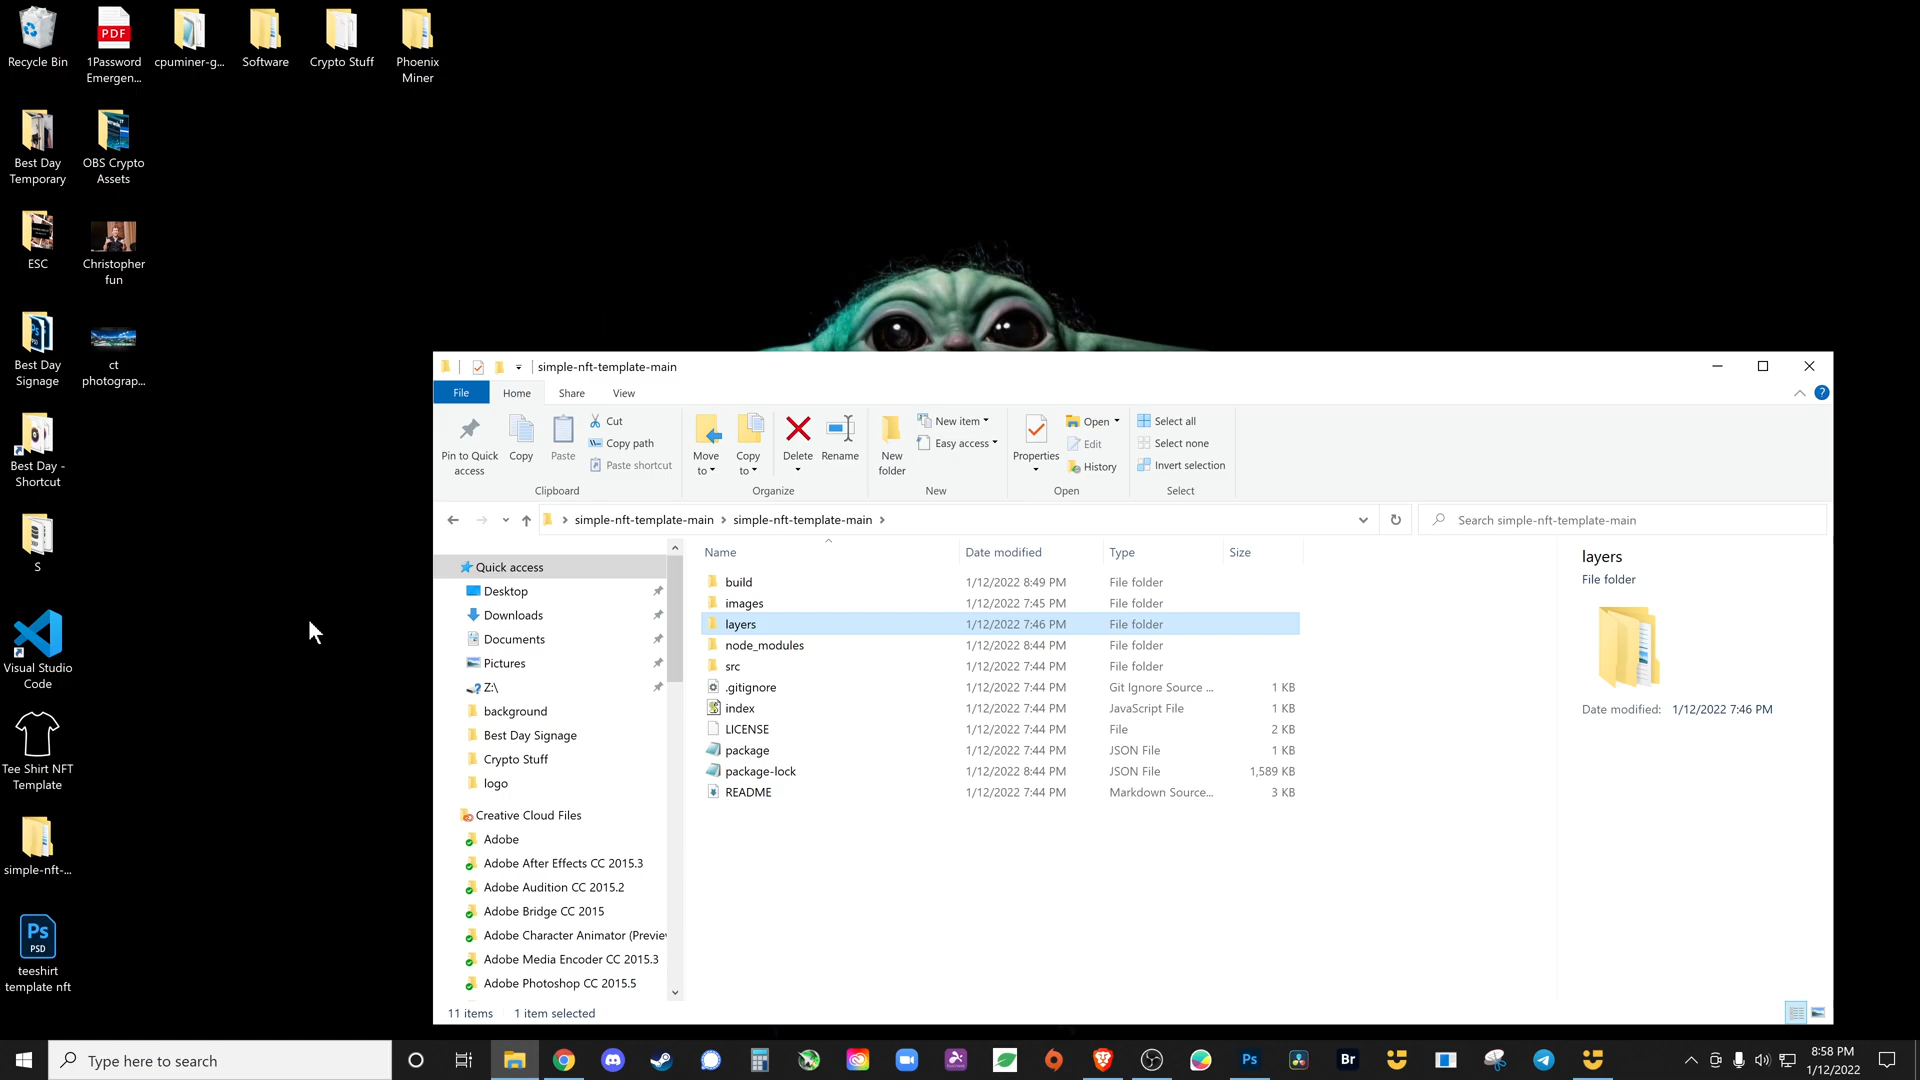 Recycle Bin
1Password
Emergen...
cpuminer-g...
Software
Crypto Stuff
Phoenix
Miner
Best Day
Temporary
OBS Crypto
Assets
ESC
Christopher
fun
Best Day
Signage
ct
photograp...
Best Day -
Shortcut
S
Visual Studio
Code
Tee Shirt NFT
Template
simple-nft-...
teeshirt
template nft
PDF
Ps
PSD
simple-nft-template-main
File Home Share View
Pin to Quick
access
Copy
Paste
Cut
Copy path
Paste shortcut
Clipboard
Move
to
Copy
to
Delete
Rename
Organize
New
folder
New item
Easy access
New
Properties
Open
Edit
History
Open
Select all
Select none
Invert selection
Select
simple-nft-template-main > simple-nft-template-main >
Search simple-nft-template-main
Quick access
Desktop
Downloads
Documents
Pictures
Z:\
background
Best Day Signage
Crypto Stuff
logo
Creative Cloud Files
Adobe
Adobe After Effects CC 2015.3
Adobe Audition CC 2015.2
Adobe Bridge CC 2015
Adobe Character Animator (Preview
Adobe Media Encoder CC 2015.3
Adobe Photoshop CC 2015.5
Name Date modified Type Size
build 1/12/2022 8:49 PM File folder
images 1/12/2022 7:45 PM File folder
layers 1/12/2022 7:46 PM File folder
node_modules 1/12/2022 8:44 PM File folder
src 1/12/2022 7:44 PM File folder
.gitignore 1/12/2022 7:44 PM Git Ignore Source ... 1 KB
index 1/12/2022 7:44 PM JavaScript File 1 KB
LICENSE 1/12/2022 7:44 PM File 2 KB
package 1/12/2022 7:44 PM JSON File 1 KB
package-lock 1/12/2022 8:44 PM JSON File 1,589 KB
README 1/12/2022 7:44 PM Markdown Source... 3 KB
layers
File folder
Date modified: 1/12/2022 7:46 PM
11 items 1 item selected
Type here to search
Ps
Br
8:58 PM
1/12/2022